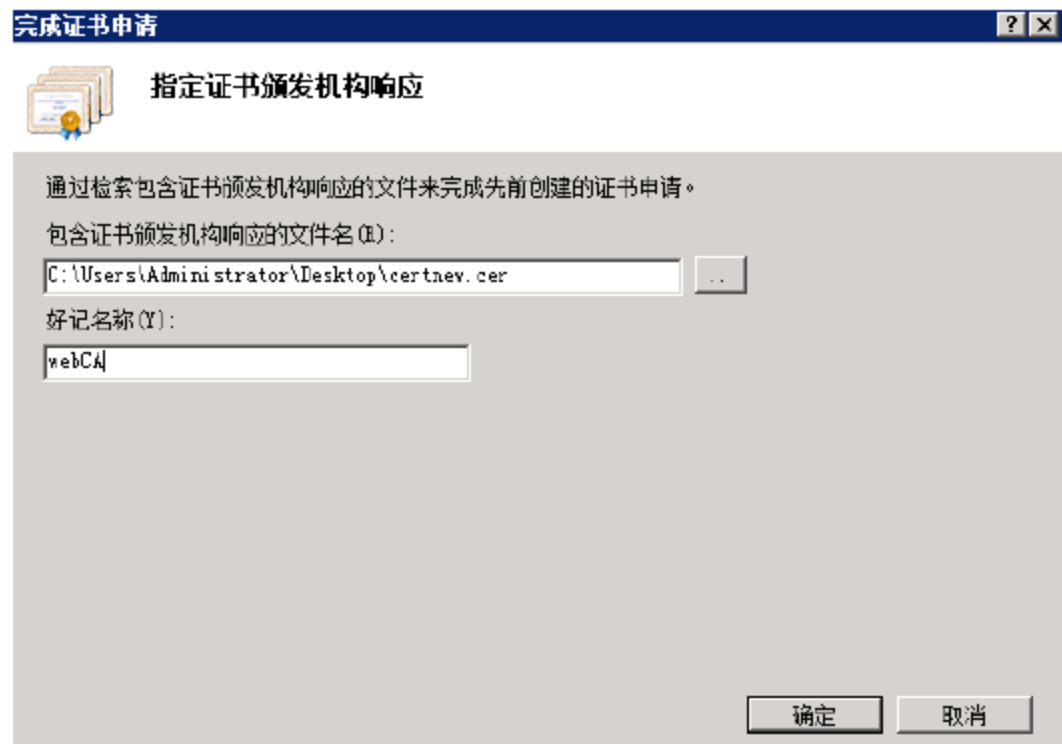 完成证书申请
指定证书颁发机构响应
通过检索包含证书颁发机构响应的文件来完成先前创建的证书申请。
包含证书颁发机构响应的文件名(R):
C:\Users\Administrator\Desktop\certnew.cer
..
好记名称(Y):
webCA
确定 取消